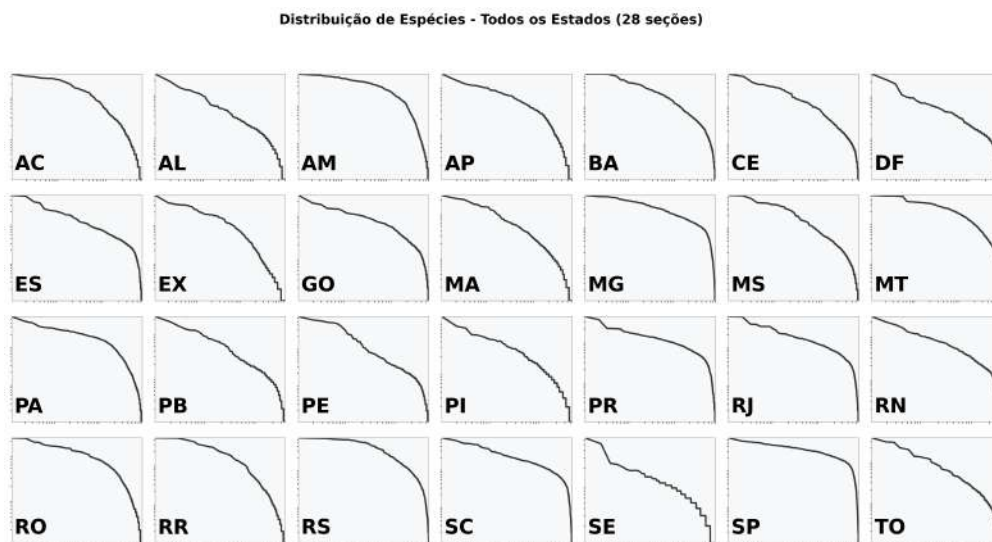 Distribuição de Espécies - Todos os Estados (28 seções)
AC AL AM AP BA CE DF
ES EX GO MA MG MS MT
PA PB PE PI PR RJ RN
RO RR RS SC SE SP TO